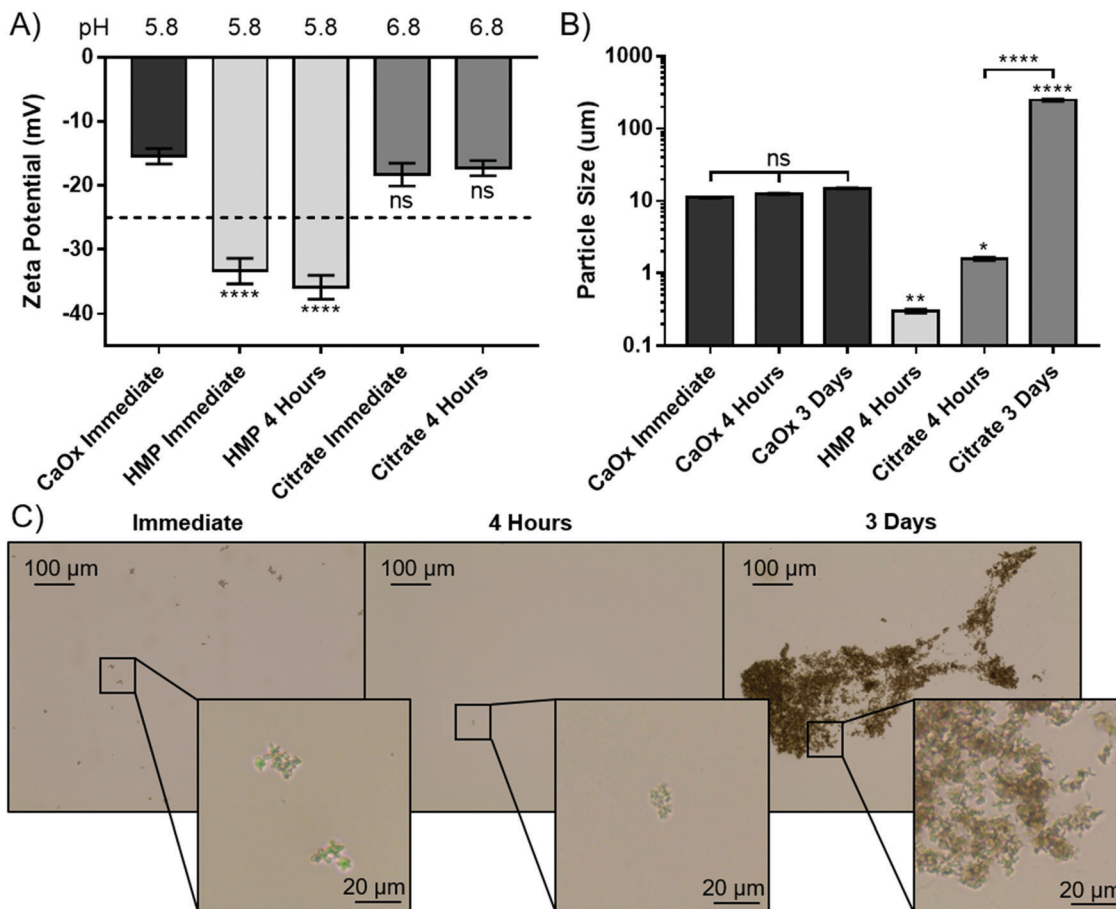 A)
pH 5.8 5.8 5.8 6.8 6.8
Zeta Potential (mV)
0
-10
-20
-30
-40
****
****
ns
ns
CaOx Immediate
HMP Immediate
HMP 4 Hours
Citrate Immediate
Citrate 4 Hours
B)
Particle Size (um)
1000
100
10
1
0.1
ns
**
*
****
****
CaOx Immediate
CaOx 4 Hours
CaOx 3 Days
HMP 4 Hours
Citrate 4 Hours
Citrate 3 Days
C)
Immediate 4 Hours 3 Days
100 µm 100 µm 100 µm
20 µm 20 µm 20 µm